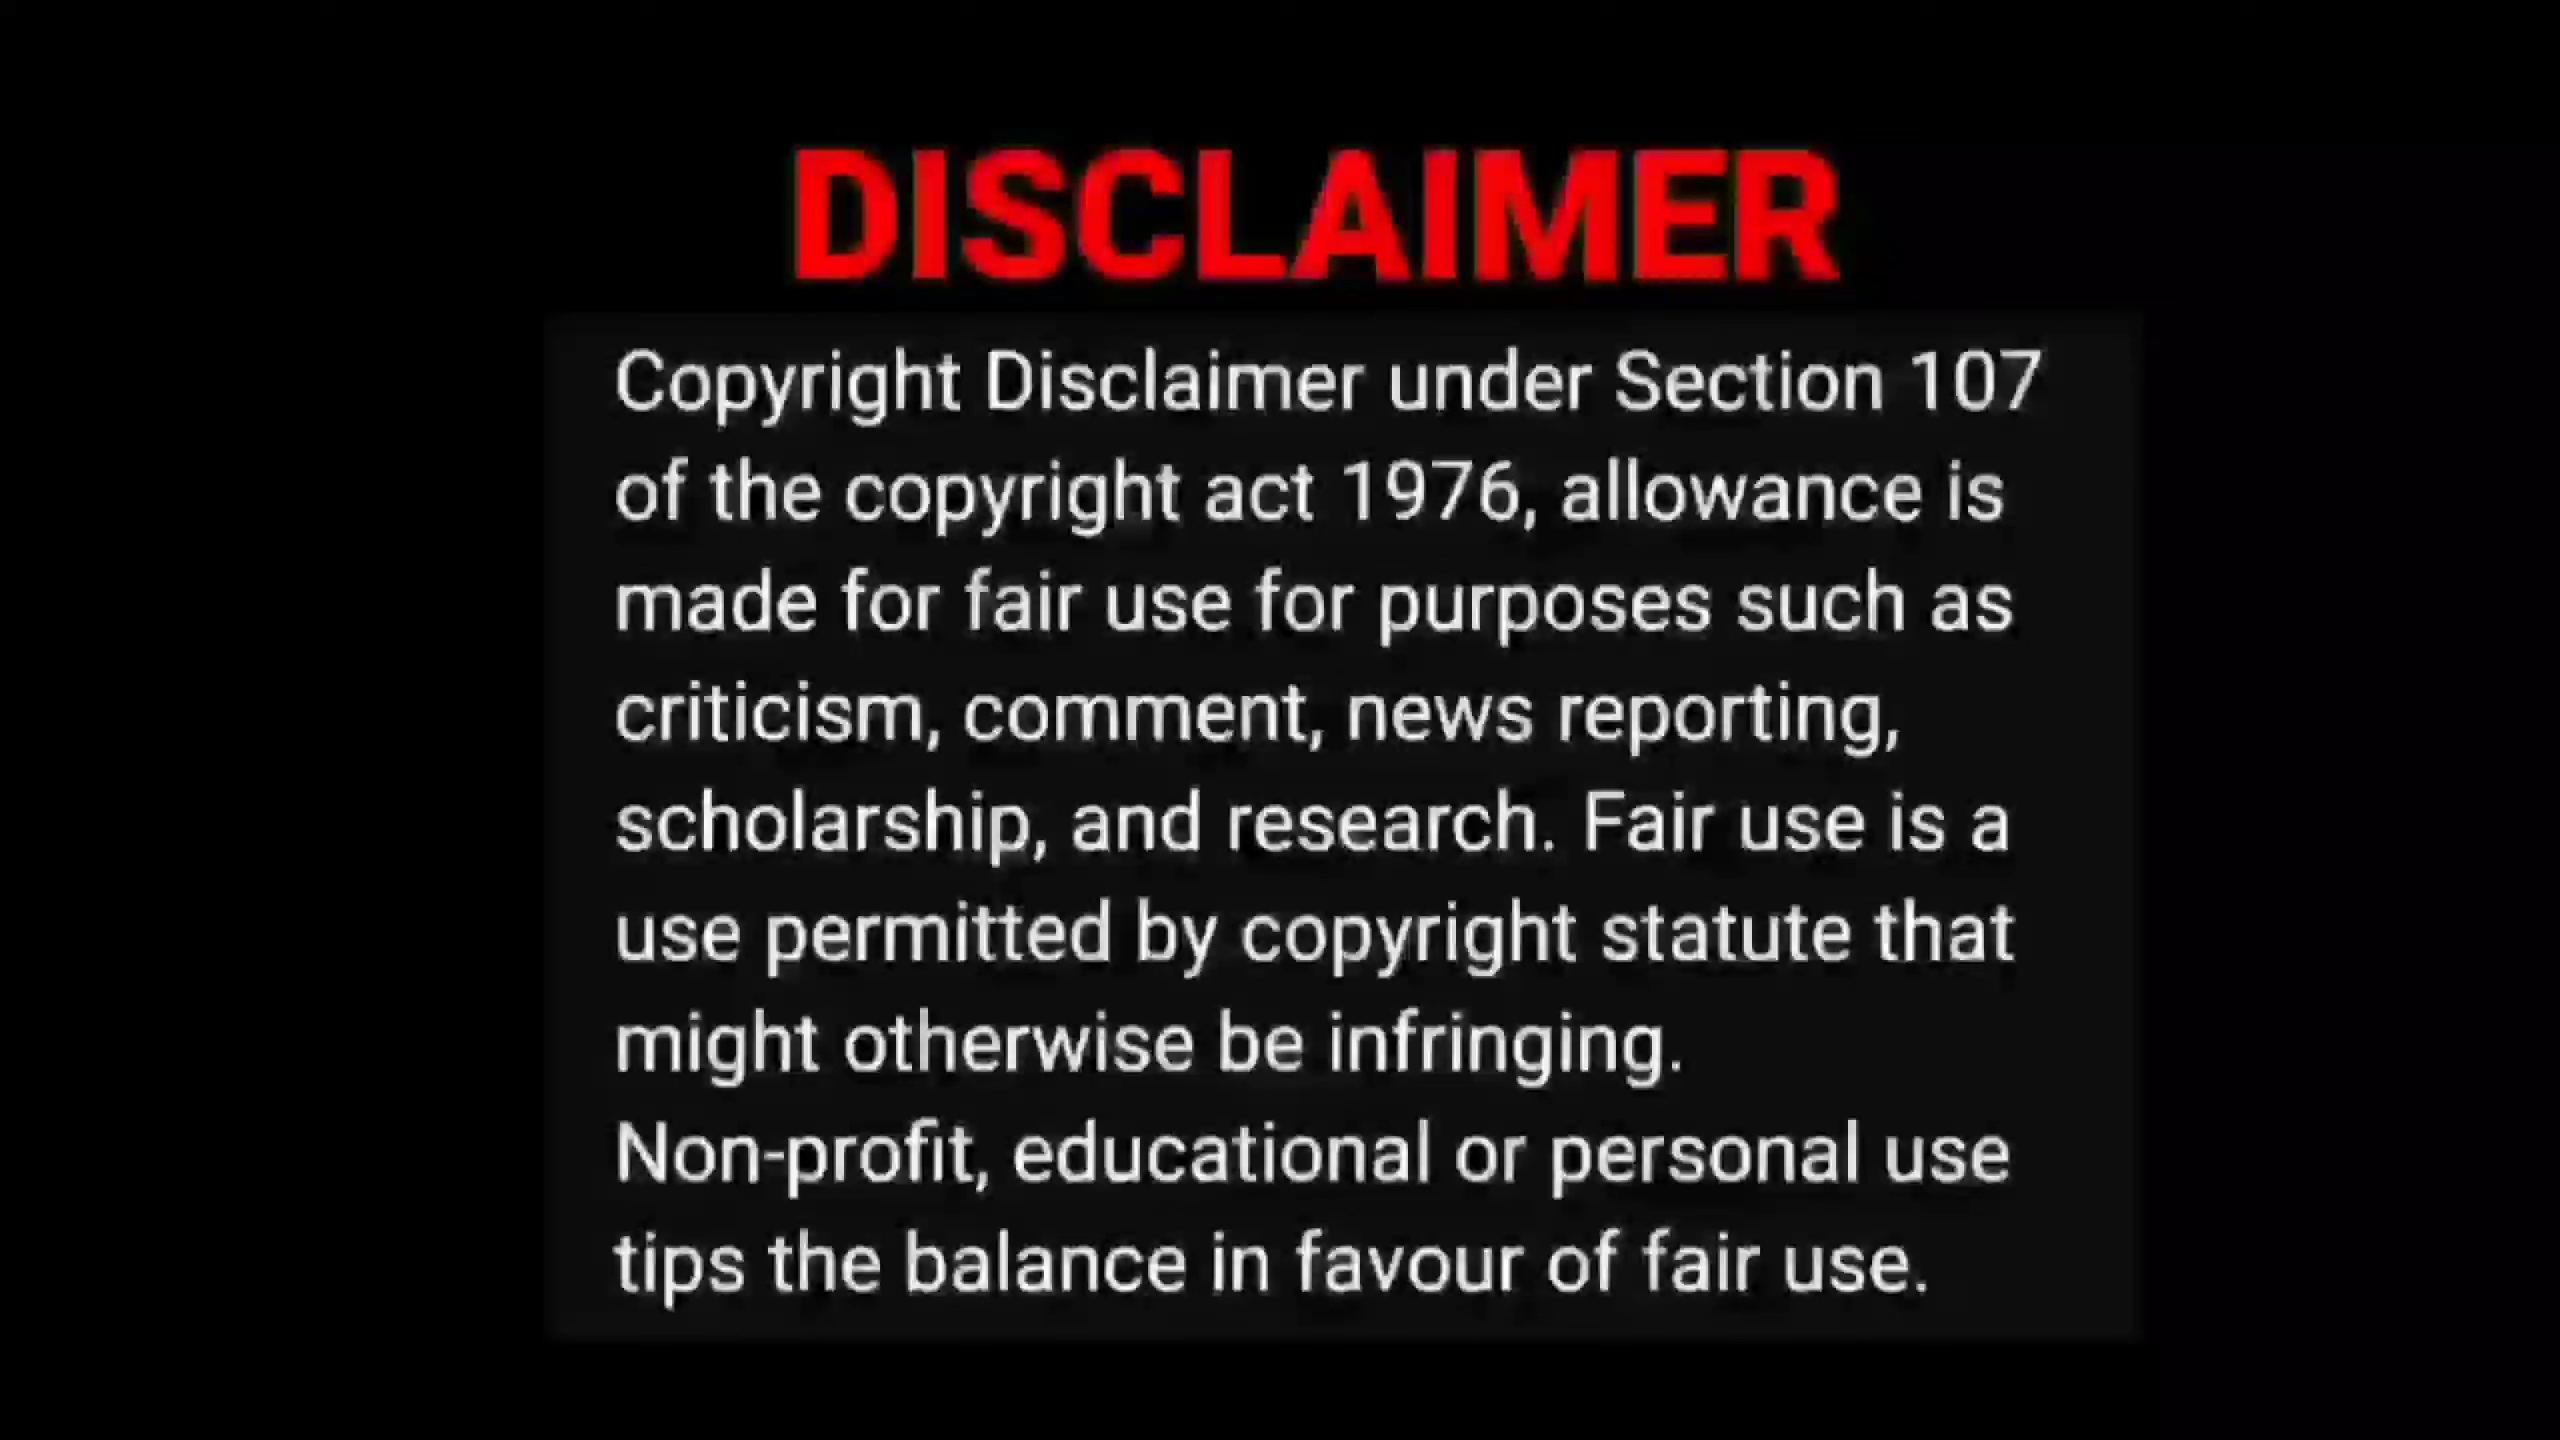 DISCLAIMER
Copyright Disclaimer under Section 107
of the copyright act 1976, allowance is
made for fair use for purposes such as
criticism, comment, news reporting,
scholarship, and research. Fair use is a
use permitted by copyright statute that
might otherwise be infringing.
Non-profit, educational or personal use
tips the balance in favour of fair use.